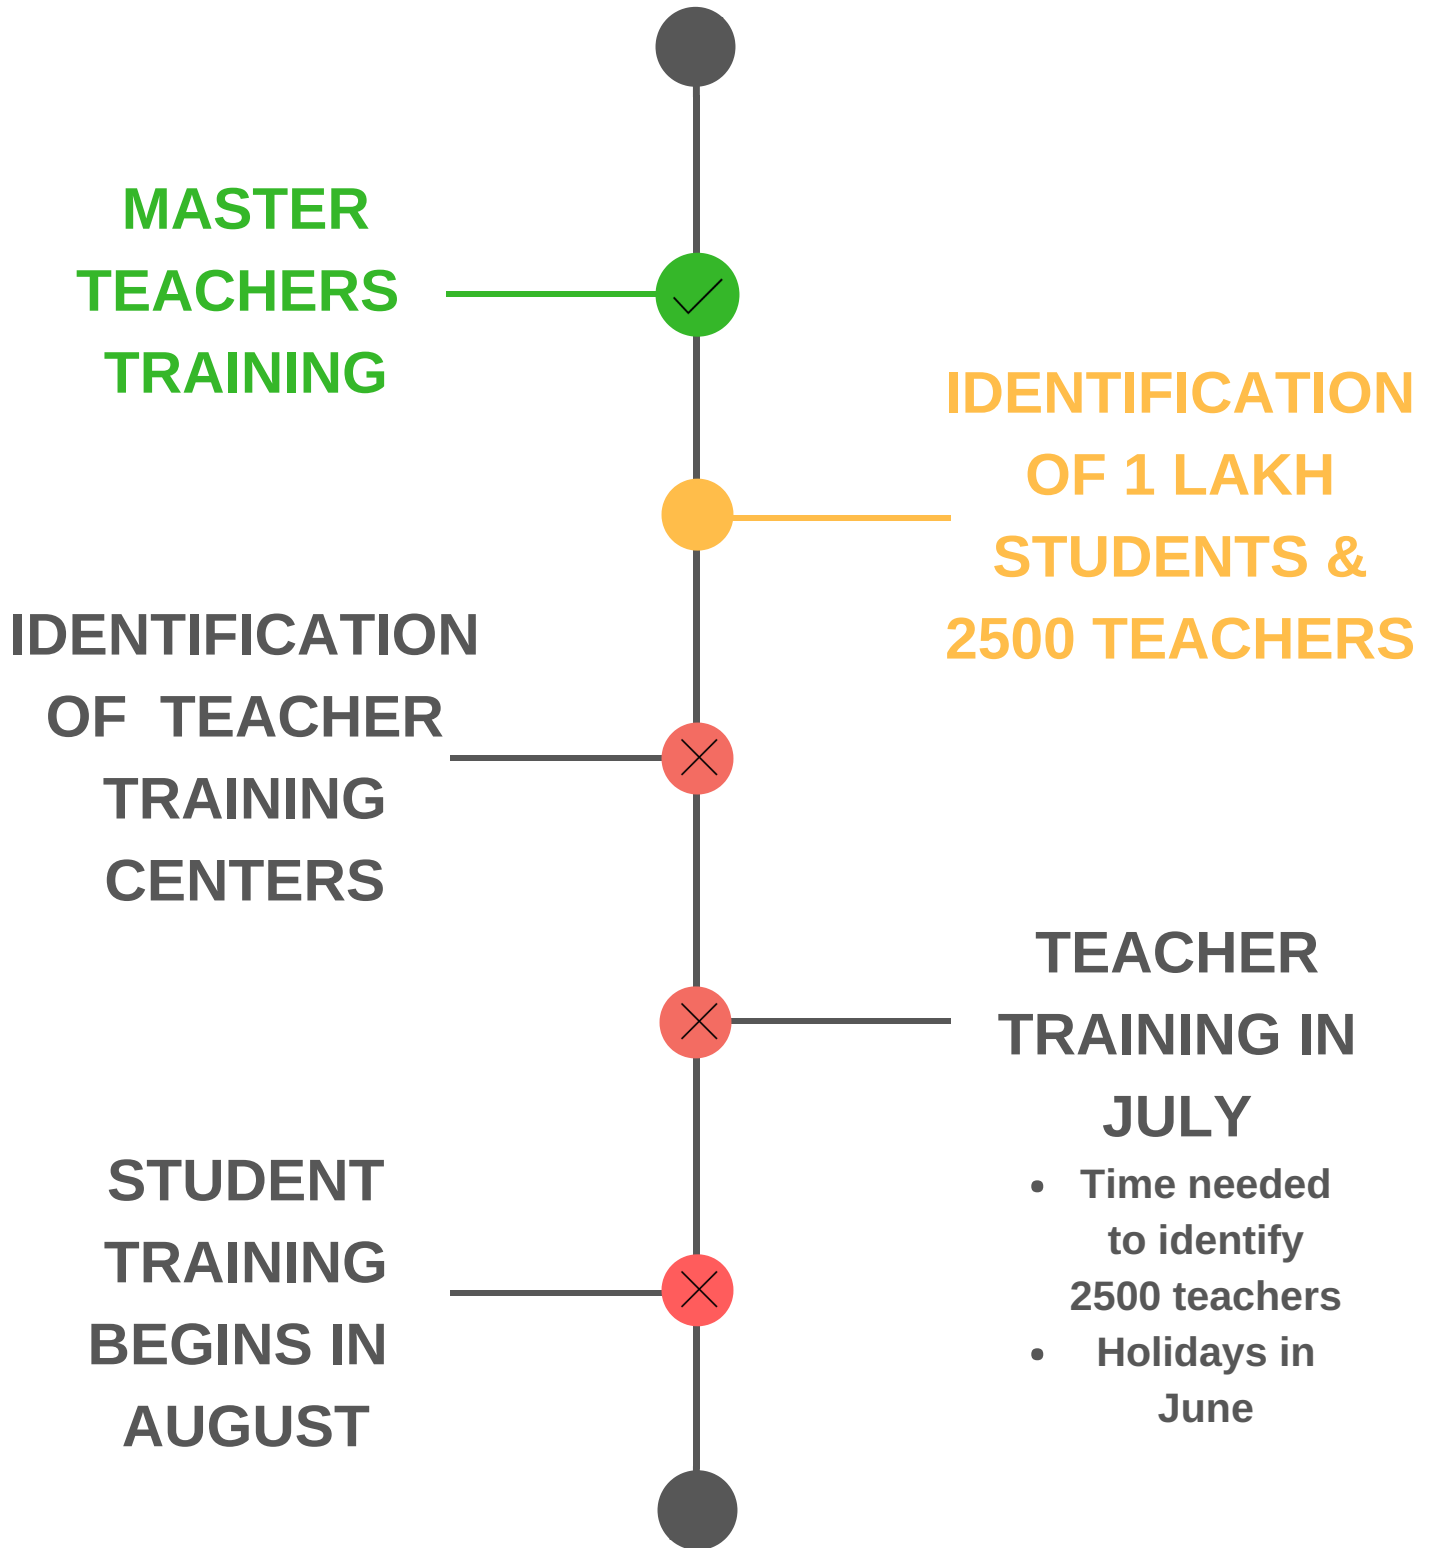 MASTER
TEACHERS
TRAINING
IDENTIFICATION
OF 1 LAKH
STUDENTS &
2500 TEACHERS
IDENTIFICATION
OF TEACHER
TRAINING
CENTERS
TEACHER
TRAINING IN
JULY
• Time needed
to identify
2500 teachers
• Holidays in
June
STUDENT
TRAINING
BEGINS IN
AUGUST